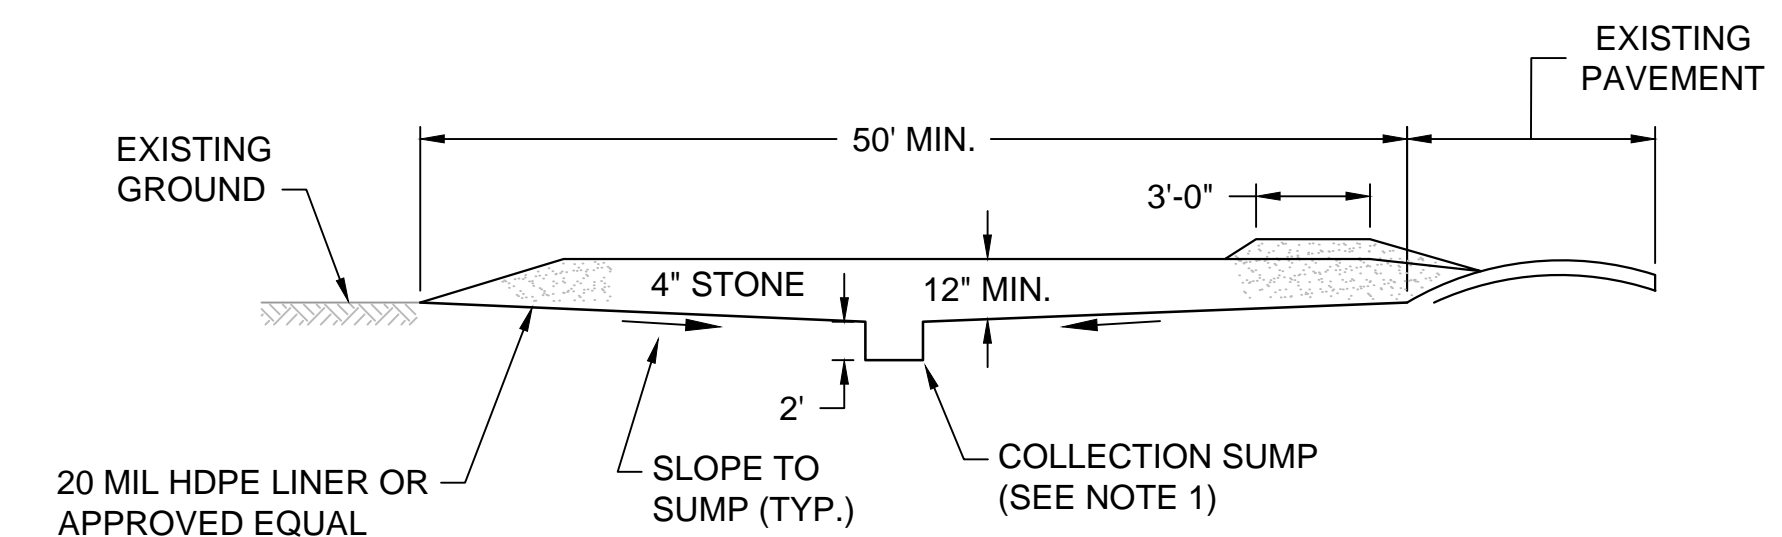 EXISTING
PAVEMENT
EXISTING
GROUND
50' MIN.
3'-0"
4" STONE
12" MIN.
2'
20 MIL HDPE LINER OR
APPROVED EQUAL
SLOPE TO
SUMP (TYP.)
COLLECTION SUMP
(SEE NOTE 1)